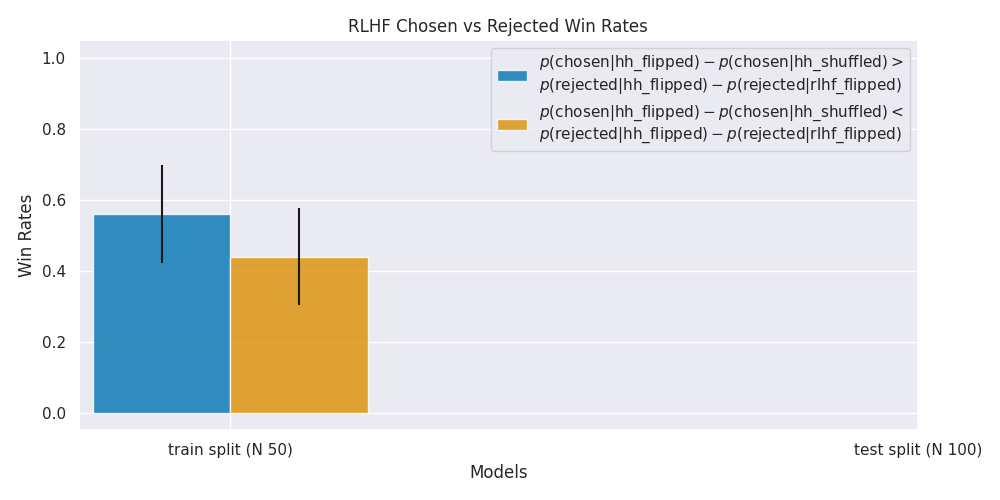 RLHF Chosen vs Rejected Win Rates
p(chosen|hh_flipped) − p(chosen|hh_shuffled) >
p(rejected|hh_flipped) − p(rejected|rlhf_flipped)
p(chosen|hh_flipped) − p(chosen|hh_shuffled) <
p(rejected|hh_flipped) − p(rejected|rlhf_flipped)
Win Rates
1.0
0.8
0.6
0.4
0.2
0.0
train split (N 50)
test split (N 100)
Models